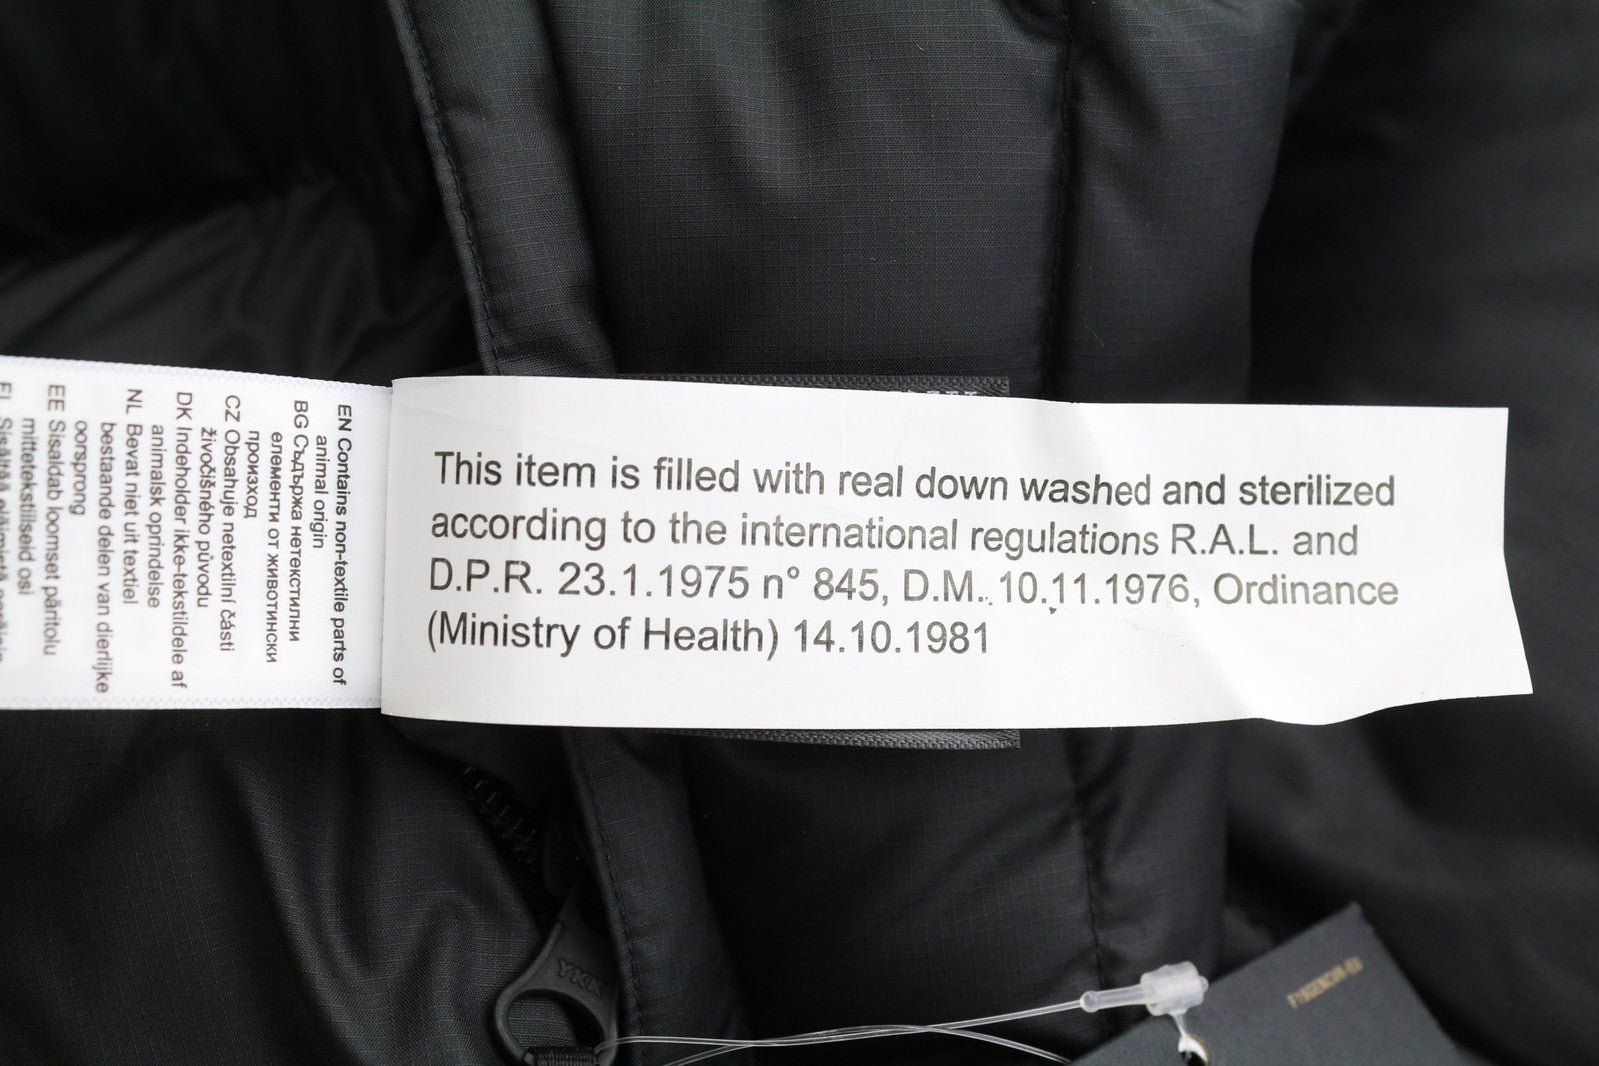 This item is filled with real down washed and sterilized
according to the international regulations R.A.L. and
D.P.R. 23.1.1975 n° 845, D.M. 10.11.1976, Ordinance
(Ministry of Health) 14.10.1981
EN Contains non-textile parts of
animal origin
BG Съдържа нетекстилни
елементи от животински
произход
CZ Obsahuje netextilní části
živočišného původu
DK Indeholder ikke-tekstildele af
animalsk oprindelse
NL Bevat niet uit textiel
bestaande delen van dierlijke
oorsprong
EE Sisaldab loomset päritolu
mittetekstiilseid osi
YKK